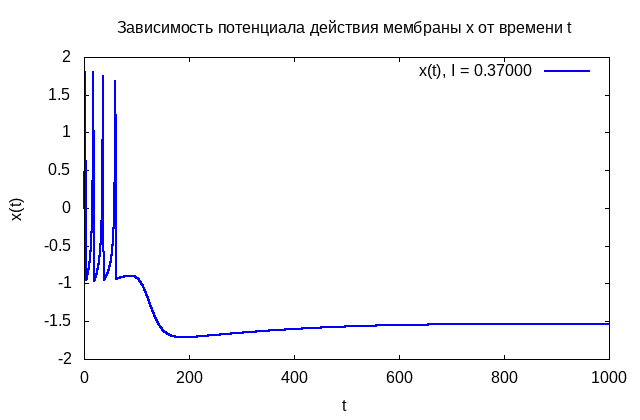 Зависимость потенциала действия мембраны x от времени t
x(t), I = 0.37000
2
1.5
1
0.5
0
-0.5
-1
-1.5
-2
x(t)
0 200 400 600 800 1000
t